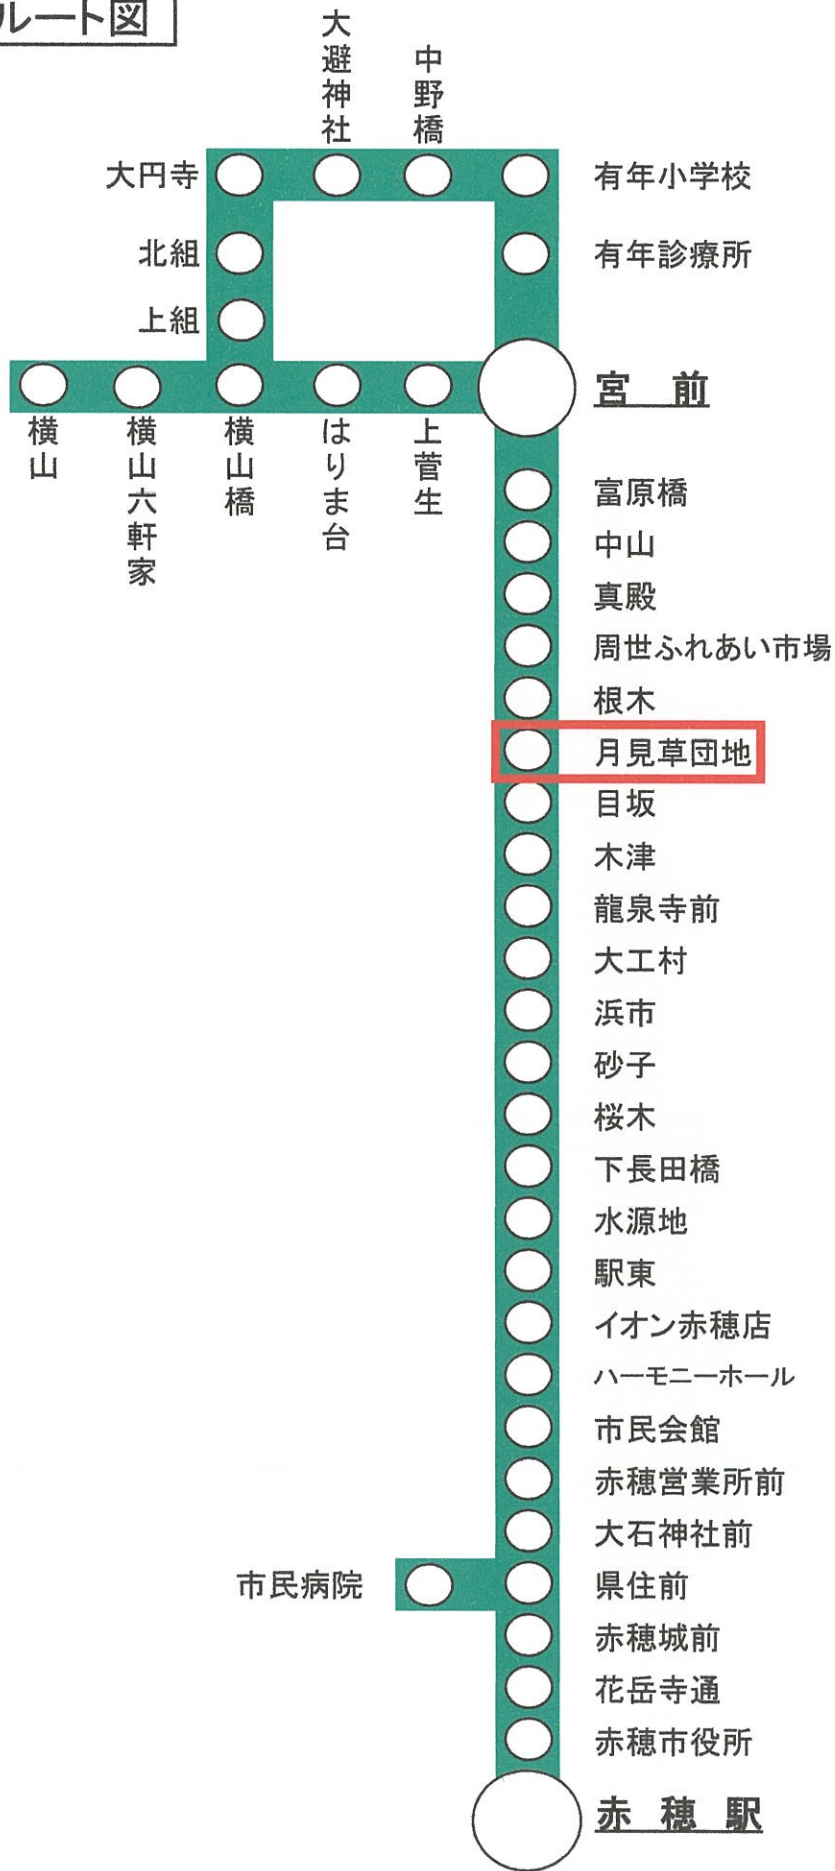 ルート図
大避神社
中野橋
大円寺
有年小学校
北組
有年診療所
上組
宮前
横山
横山六軒家
横山橋
はりま台
上菅生
富原橋
中山
真殿
周世ふれあい市場
根木
月見草団地
目坂
木津
龍泉寺前
大工村
浜市
砂子
桜木
下長田橋
水源地
駅東
イオン赤穂店
ハーモニーホール
市民会館
赤穂営業所前
大石神社前
市民病院
県住前
赤穂城前
花岳寺通
赤穂市役所
赤穂駅